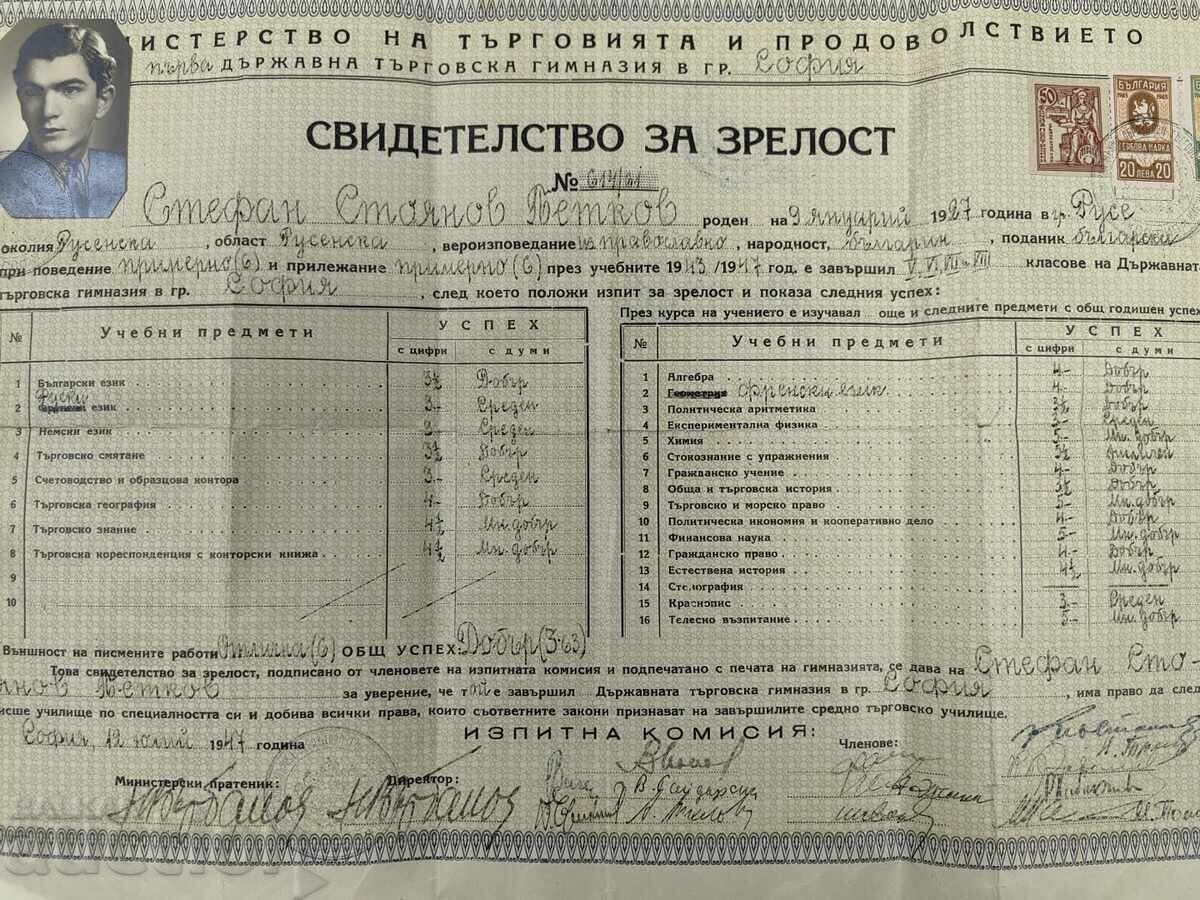 МИНИСТЕРСТВО НА ТЪРГОВИЯТА И ПРОДОВОЛСТВИЕТО
първа ДЪРЖАВНА ТЪРГОВСКА ГИМНАЗИЯ В ГР. София
СВИДЕТЕЛСТВО ЗА ЗРЕЛОСТ
№ 614/21
50
БЪЛГАРИЯ
1945 1945
ГЕРБОВА МАРКА
20 ЛЕВА 20
Стефан Стоянов Петков роден на 9 януарий 1927 година в гр. Русе
околия Русенска, област Русенска, вероизповедание из.православно, народност, българин, поданик български
при поведение примерно (6) и прилежание примерно (6) през учебните 1943/1947 год. е завършил V, VI, VII и VIII класове на Държавнат
търговска гимназия в гр. София, след което положи изпит за зрелост и показа следния успех:
През курса на учението е изучавал още и следните предмети с общ годишен успех
№ Учебни предмети УСПЕХ
с цифри с думи
1 Български език 3½ Добър
2 Руски език 3- Среден
3 Немски език 3- Среден
4 Търговско смятане 3½ Добър
5 Счетоводство и образцова контора 3- Среден
6 Търговска география 4- Добър
7 Търговско знание 4½ Мн. добър
8 Търговска кореспонденция с конторски книжа 4½ Мн. добър
9
10
№ Учебни предмети УСПЕХ
с цифри с думи
1 Алгебра 4- Добър
2 Геометрия Френски език 4- Добър
3 Политическа аритметика 3½ Добър
4 Експериментална физика 3- Среден
5 Химия 5- Мн. добър
6 Стокознание с упражнения 5½
7 Гражданско учение 4- Добър
8 Обща и търговска история 3½ Добър
9 Търговско и морско право 5- Мн. добър
10 Политическа икономия и кооперативно дело 4- Добър
11 Финансова наука 5- Мн. добър
12 Гражданско право 4- Добър
13 Естествена история 4½ Мн. добър
14 Стенография
15 Краснопис 3- Среден
16 Телесно възпитание 5- Мн. добър
Външност на писмените работи Отлична (6) ОБЩ УСПЕХ: Добър (3·63)
Това свидетелство за зрелост, подписано от членовете на изпитната комисия и подпечатано с печата на гимназията, се дава на Стефан Сто-
янов Петков за уверение, че той е завършил Държавната търговска гимназия в гр. София, има право да след
исше училище по специалността си и добива всички права, които съответните закони признават на завършилите средно търговско училище.
София, 12 юлий 1947 година
ИЗПИТНА КОМИСИЯ:
Министерски пратеник:
Директор:
Членове: